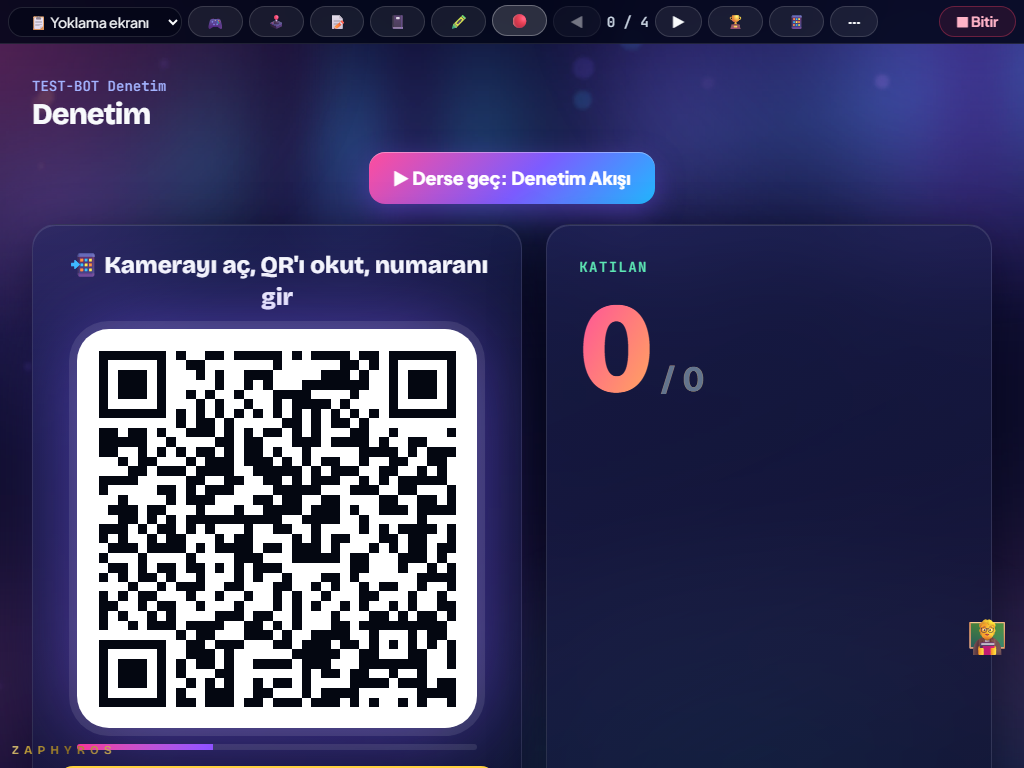 Yoklama ekranı
0 / 4
Bitir
TEST-BOT Denetim
Denetim
Derse geç: Denetim Akışı
Kamerayı aç, QR'ı okut, numaranı
gir
KATILAN
0 / 0
ZAPHYROS